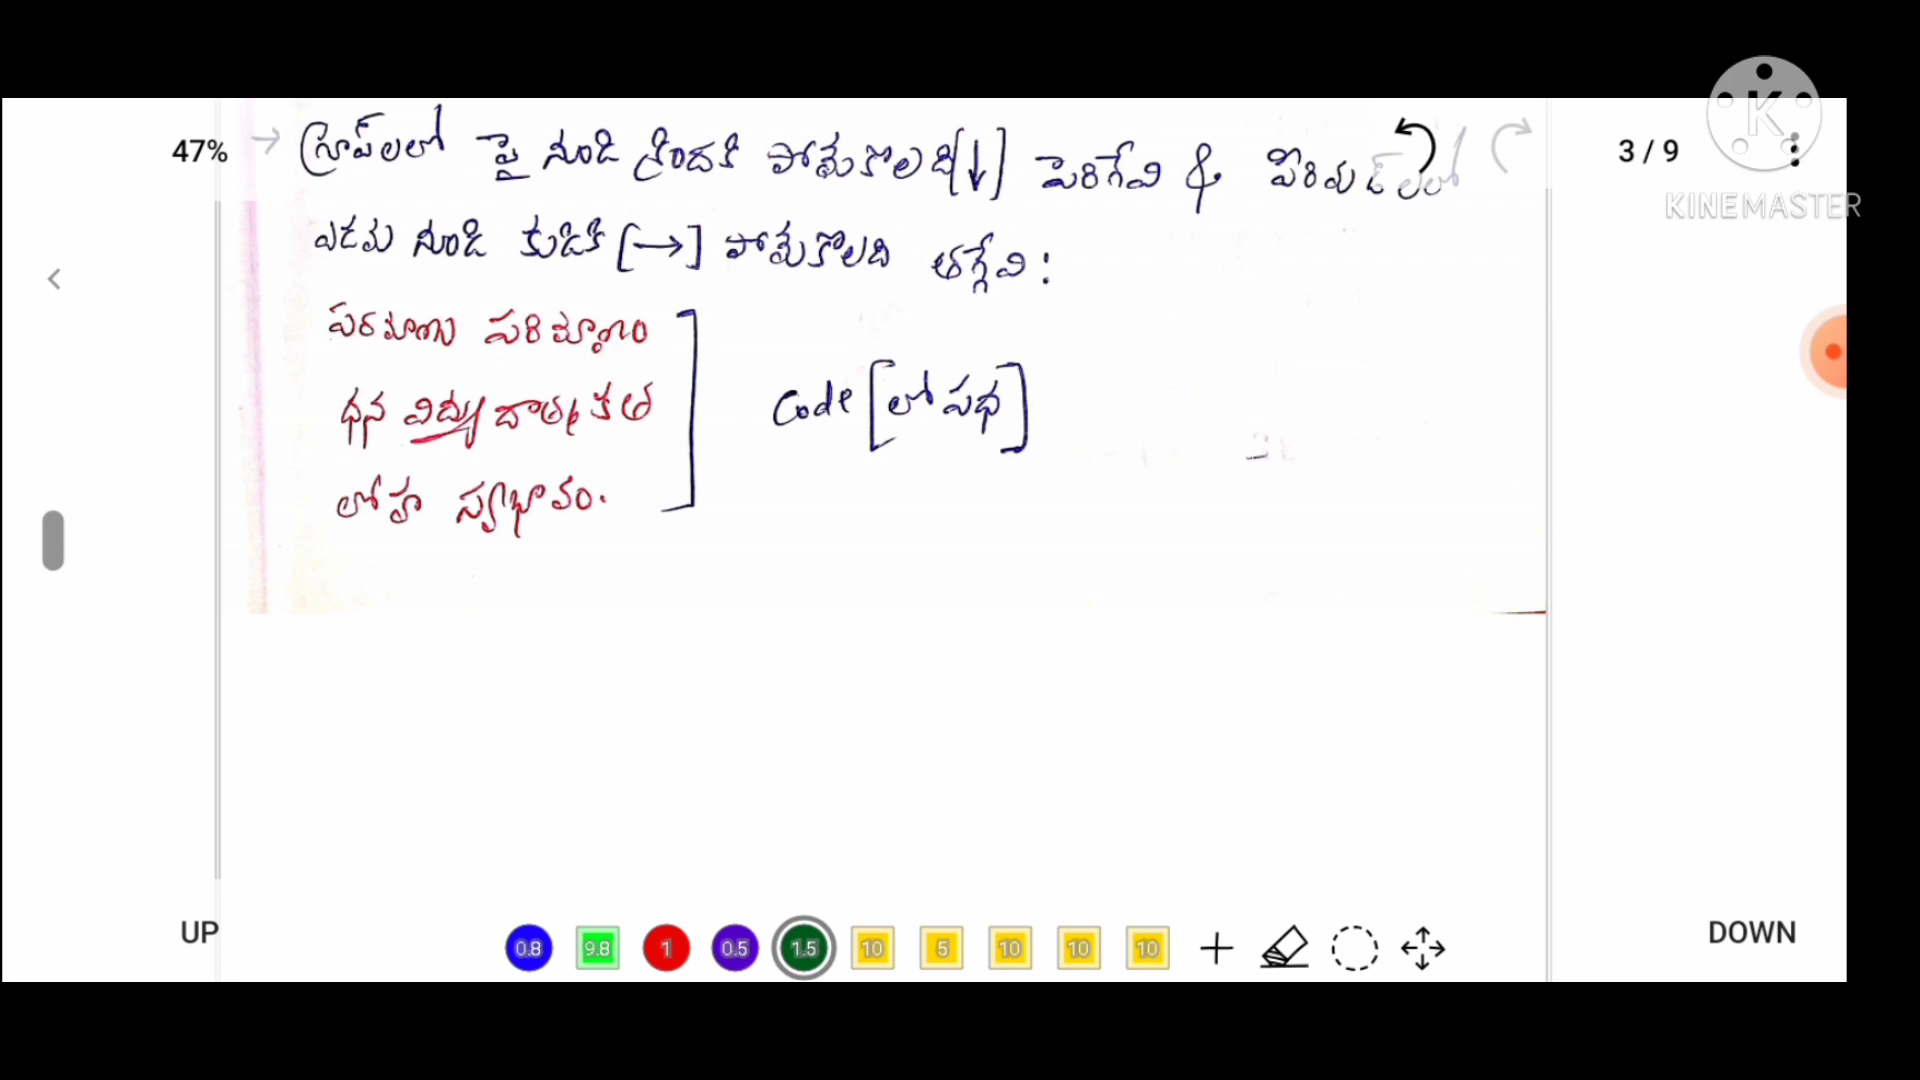 47% → గ్రూప్‌లలో పై నుండి క్రిందకి పోయేకొలది [↓] పెరిగేవి & పీరియడ్‌లలో 3 / 9
KINEMASTER
ఎడమ నుండి కుడికి [→] పోయేకొలది తగ్గేవి :
పరమాణు పరిమాణం
ధన విద్యుదాత్మకత
Code [లో పధ]
లోహ స్వభావం.
UP
0.8 9.8 1 0.5 1.5 10 5 10 10 10
DOWN